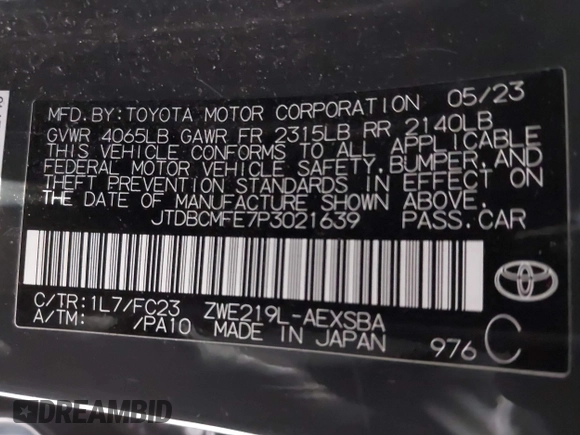 MFD.BY:TOYOTA MOTOR CORPORATION 05/23
GVWR 4065LB GAWR FR 2315LB RR 2140LB
THIS VEHICLE CONFORMS TO ALL APPLICABLE
FEDERAL MOTOR VEHICLE SAFETY,BUMPER,AND
THEFT PREVENTION STANDARDS IN EFFECT ON
THE DATE OF MANUFACTURE SHOWN ABOVE.
JTDBCMFE7P3021639 PASS.CAR
C/TR:1L7/FC23 ZWE219L-AEXSBA
A/TM: /PA10 MADE IN JAPAN 976 C
DREAMBID